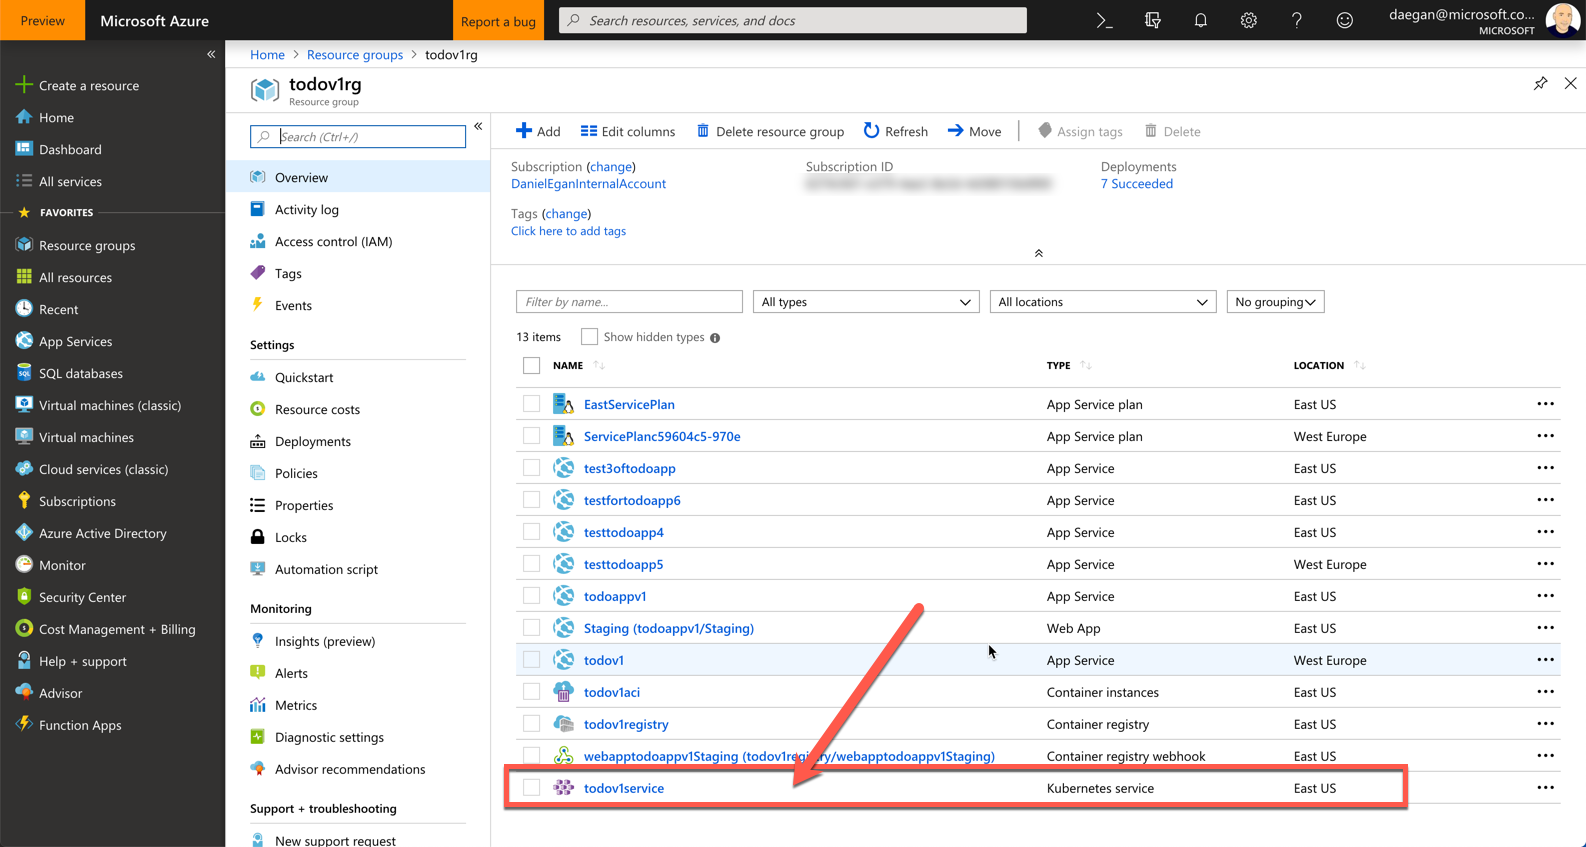 Preview
Microsoft Azure
Report a bug
Search resources, services, and docs
daegan@microsoft.co...
MICROSOFT
Create a resource
Home
Dashboard
All services
FAVORITES
Resource groups
All resources
Recent
App Services
SQL databases
Virtual machines (classic)
Virtual machines
Cloud services (classic)
Subscriptions
Azure Active Directory
Monitor
Security Center
Cost Management + Billing
Help + support
Advisor
Function Apps
Home > Resource groups > todov1rg
todov1rg
Resource group
Search (Ctrl+/)
Overview
Activity log
Access control (IAM)
Tags
Events
Settings
Quickstart
Resource costs
Deployments
Policies
Properties
Locks
Automation script
Monitoring
Insights (preview)
Alerts
Metrics
Diagnostic settings
Advisor recommendations
Support + troubleshooting
New support request
Add Edit columns Delete resource group Refresh Move Assign tags Delete
Subscription (change)
DanielEganInternalAccount
Subscription ID
Deployments
7 Succeeded
Tags (change)
Click here to add tags
Filter by name...
All types
All locations
No grouping
13 items Show hidden types
NAME TYPE LOCATION
EastServicePlan App Service plan East US
ServicePlanc59604c5-970e App Service plan West Europe
test3oftodoapp App Service East US
testfortodoapp6 App Service East US
testtodoapp4 App Service East US
testtodoapp5 App Service West Europe
todoappv1 App Service East US
Staging (todoappv1/Staging) Web App East US
todov1 App Service West Europe
todov1aci Container instances East US
todov1registry Container registry East US
webapptodoappv1Staging (todov1registry/webapptodoappv1Staging) Container registry webhook East US
todov1service Kubernetes service East US